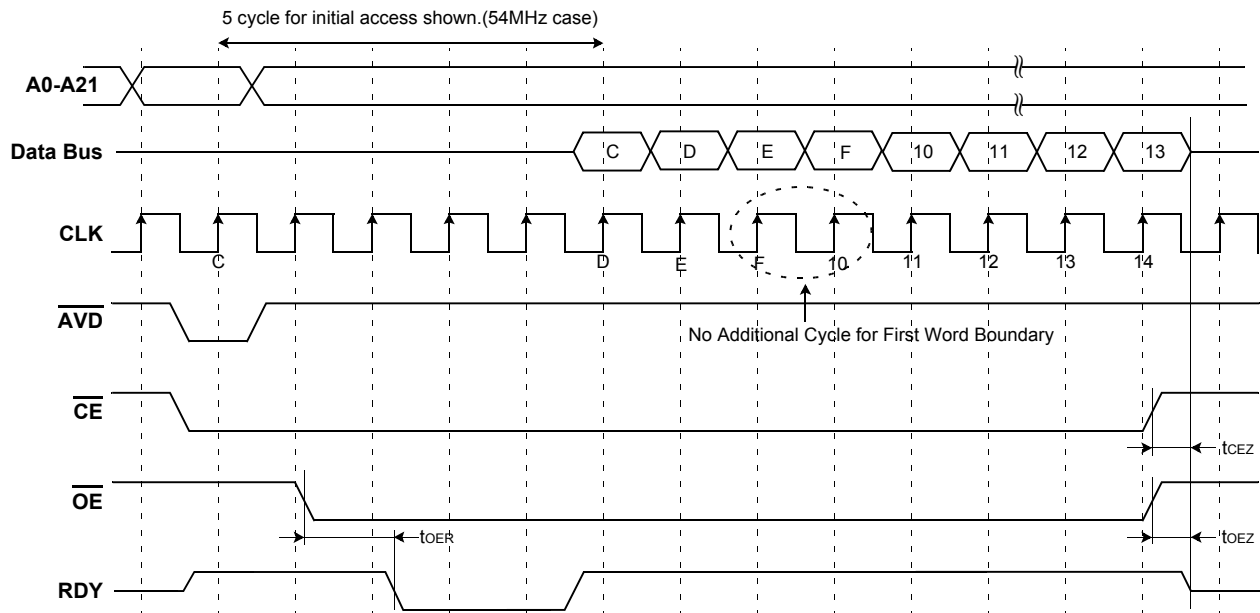 5 cycle for initial access shown.(54MHz case)
A0-A21
Data Bus
C D E F 10 11 12 13
CLK
C D E F 10 11 12 13 14
AVD
No Additional Cycle for First Word Boundary
CE
tCEZ
OE
tOER
tOEZ
RDY